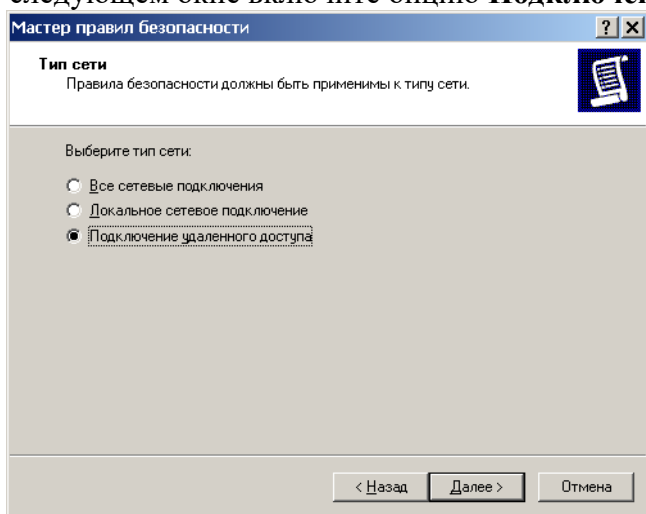 следующем окне включите опцию Подключе
Мастер правил безопасности
Тип сети
Правила безопасности должны быть применимы к типу сети.
Выберите тип сети:
Все сетевые подключения
Локальное сетевое подключение
Подключение удаленного доступа
< Назад Далее > Отмена